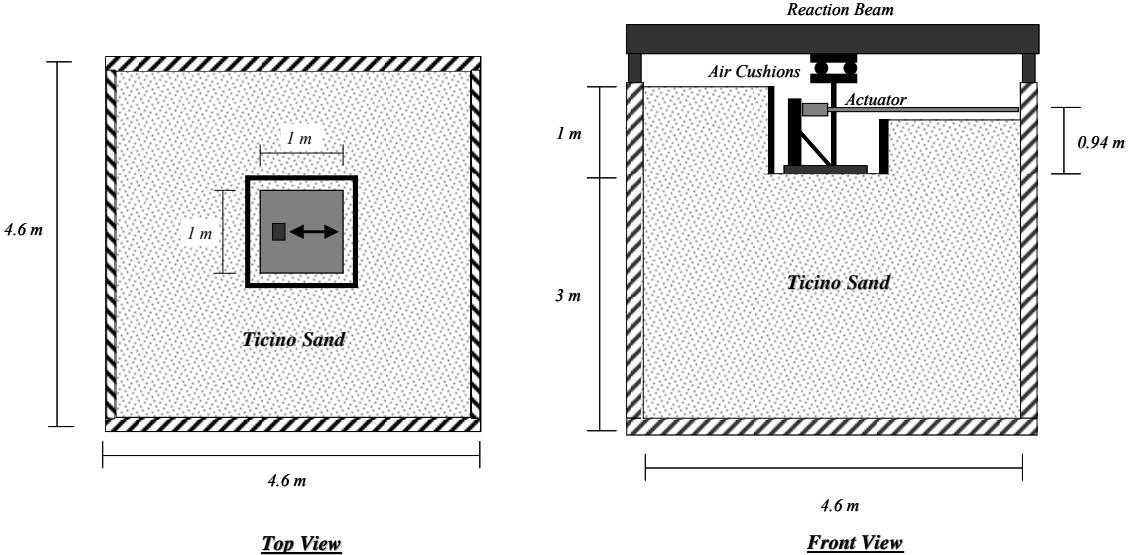 Reaction Beam
Air Cushions
Actuator
1 m
1 m
0.94 m
1 m
4.6 m
3 m
Ticino Sand
Ticino Sand
4.6 m
4.6 m
Top View
Front View